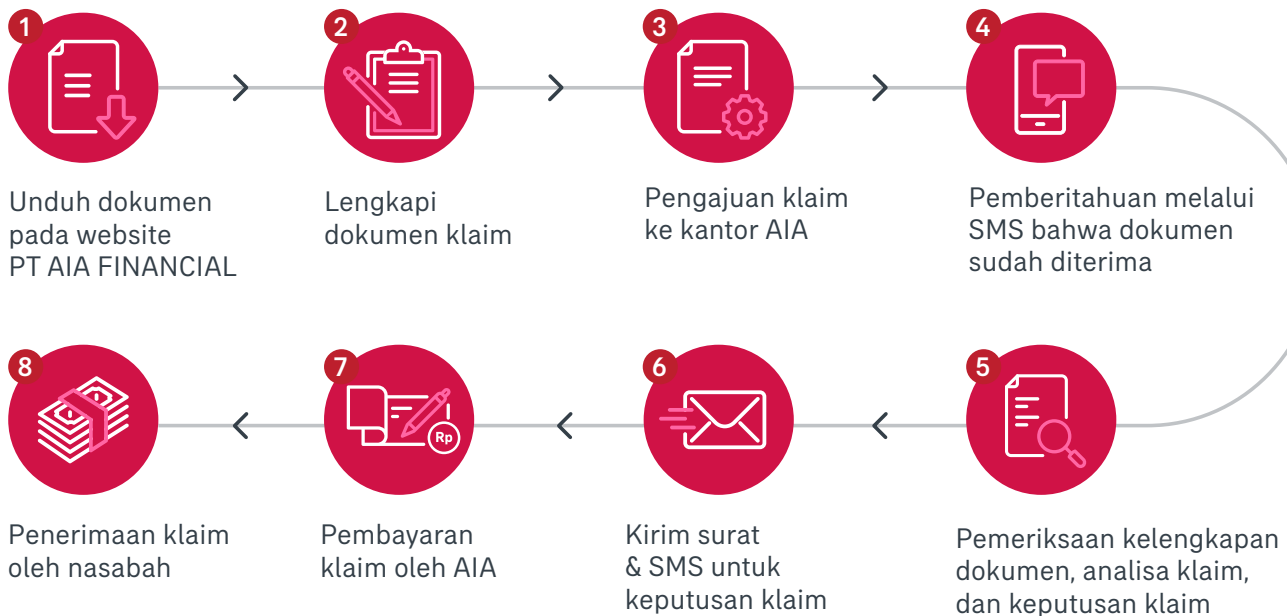 1
Unduh dokumen
pada website
PT AIA FINANCIAL
2
Lengkapi
dokumen klaim
3
Pengajuan klaim
ke kantor AIA
4
Pemberitahuan melalui
SMS bahwa dokumen
sudah diterima
5
Pemeriksaan kelengkapan
dokumen, analisa klaim,
dan keputusan klaim
6
Kirim surat
& SMS untuk
keputusan klaim
7
Rp
Pembayaran
klaim oleh AIA
8
Penerimaan klaim
oleh nasabah